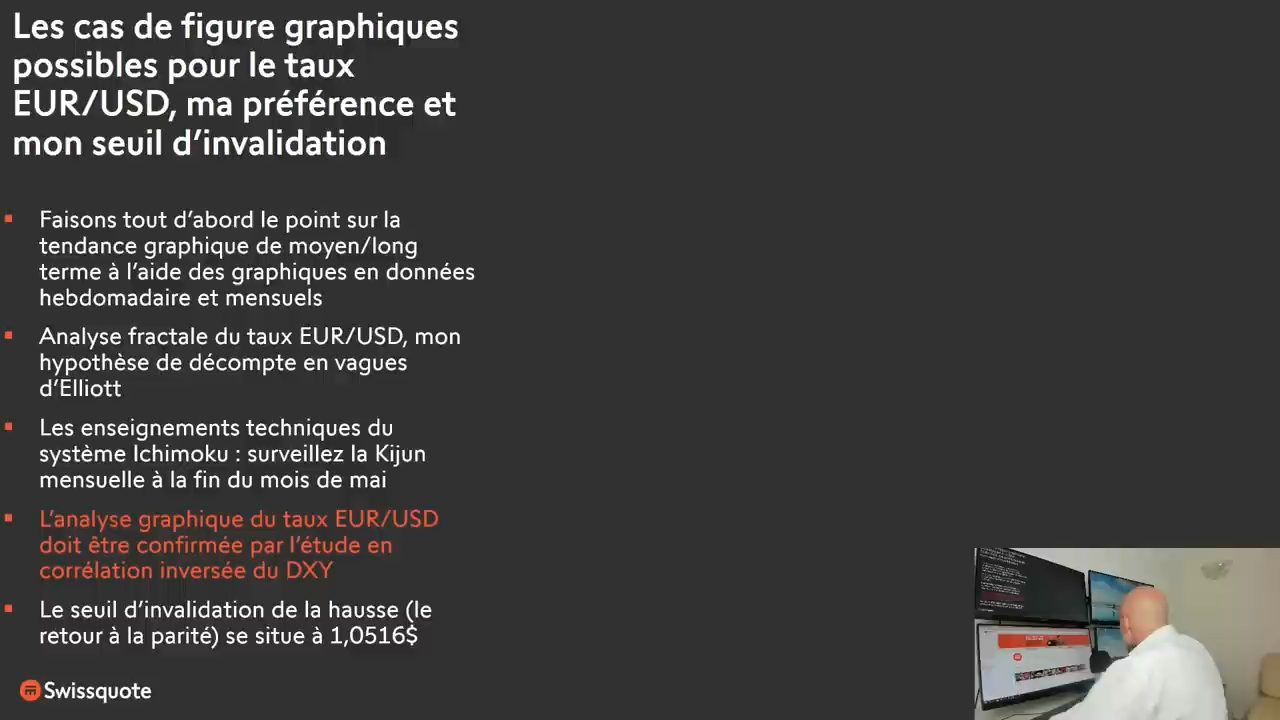 Les cas de figure graphiques
possibles pour le taux
EUR/USD, ma préférence et
mon seuil d’invalidation
Faisons tout d’abord le point sur la
tendance graphique de moyen/long
terme à l’aide des graphiques en données
hebdomadaire et mensuels
Analyse fractale du taux EUR/USD, mon
hypothèse de décompte en vagues
d’Elliott
Les enseignements techniques du
système Ichimoku : surveillez la Kijun
mensuelle à la fin du mois de mai
L’analyse graphique du taux EUR/USD
doit être confirmée par l’étude en
corrélation inversée du DXY
Le seuil d’invalidation de la hausse (le
retour à la parité) se situe à 1,0516$
Swissquote